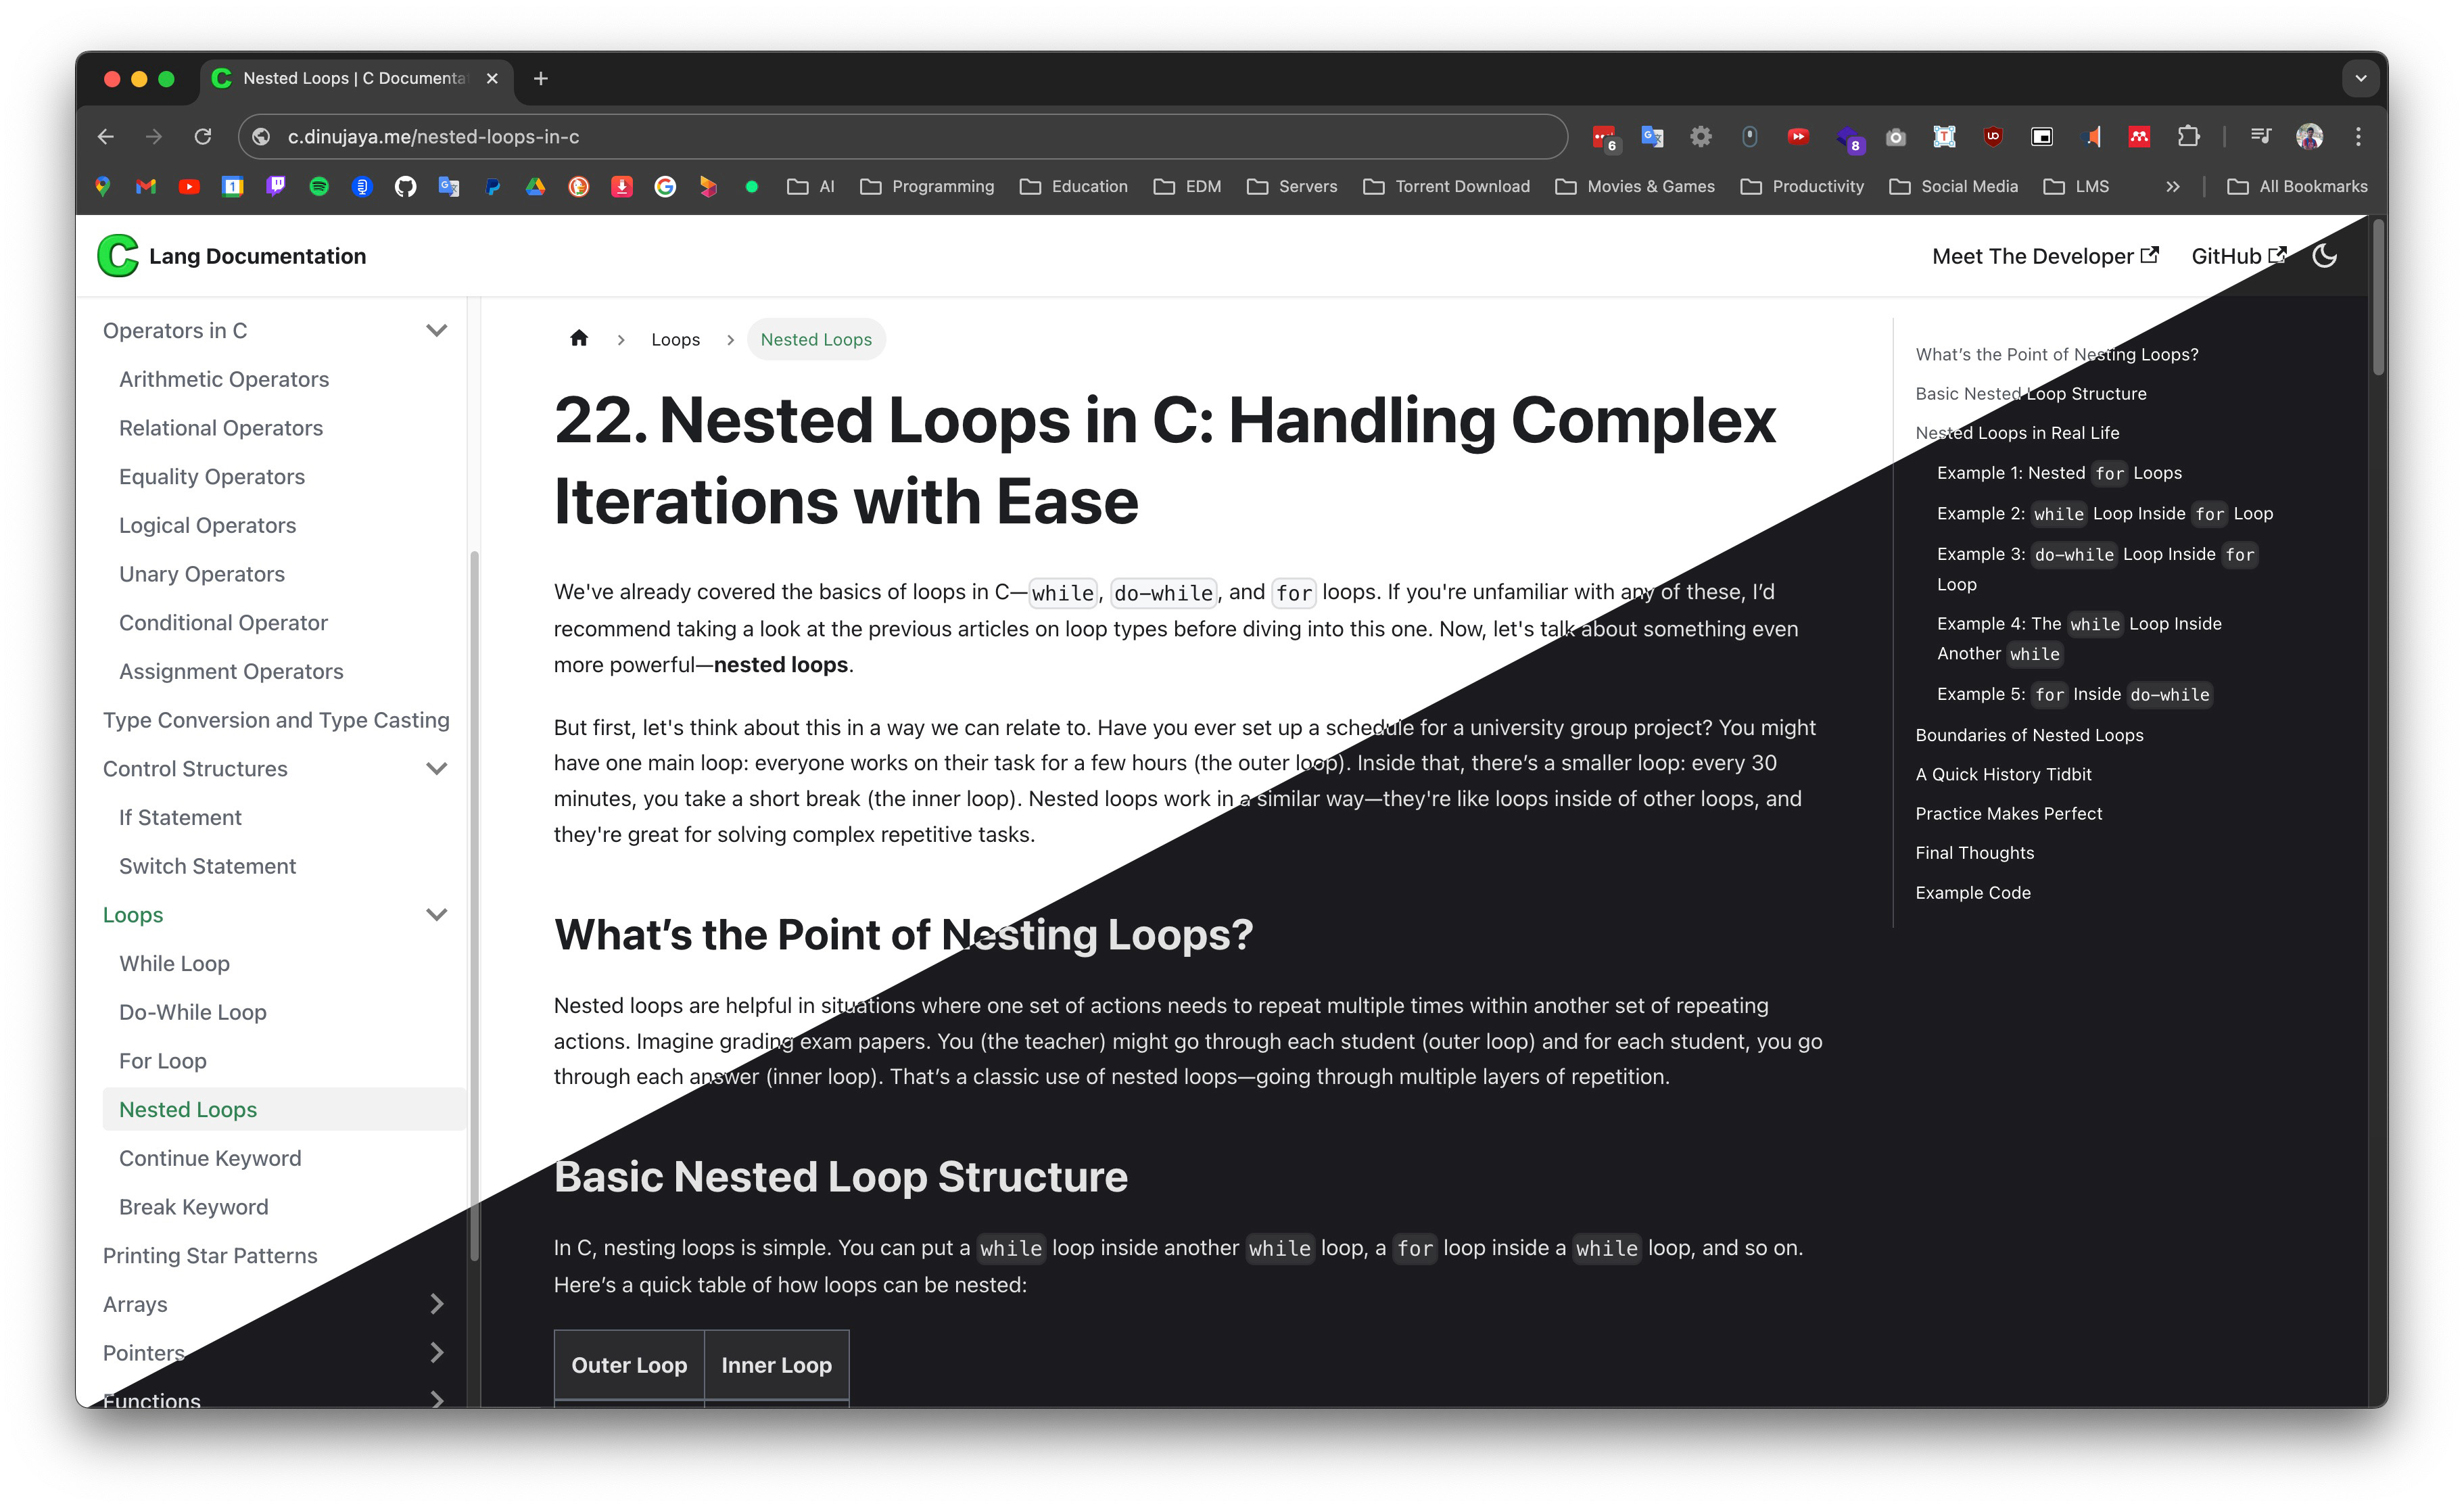 Nested Loops | C Documenta
c.dinujaya.me/nested-loops-in-c
6
8
AI
Programming
Education
EDM
Servers
Torrent Download
Movies & Games
Productivity
Social Media
LMS
All Bookmarks
C Lang Documentation
Meet The Developer
GitHub
Operators in C
Arithmetic Operators
Relational Operators
Equality Operators
Logical Operators
Unary Operators
Conditional Operator
Assignment Operators
Type Conversion and Type Casting
Control Structures
If Statement
Switch Statement
Loops
While Loop
Do-While Loop
For Loop
Nested Loops
Continue Keyword
Break Keyword
Printing Star Patterns
Arrays
Pointers
Functions
Loops
Nested Loops
22. Nested Loops in C: Handling Complex
Iterations with Ease
We've already covered the basics of loops in C—while, do-while, and for loops. If you're unfamiliar with any of these, I’d
recommend taking a look at the previous articles on loop types before diving into this one. Now, let's talk about something even
more powerful—nested loops.
But first, let's think about this in a way we can relate to. Have you ever set up a schedule for a university group project? You might
have one main loop: everyone works on their task for a few hours (the outer loop). Inside that, there’s a smaller loop: every 30
minutes, you take a short break (the inner loop). Nested loops work in a similar way—they're like loops inside of other loops, and
they're great for solving complex repetitive tasks.
What’s the Point of Nesting Loops?
Nested loops are helpful in situations where one set of actions needs to repeat multiple times within another set of repeating
actions. Imagine grading exam papers. You (the teacher) might go through each student (outer loop) and for each student, you go
through each answer (inner loop). That’s a classic use of nested loops—going through multiple layers of repetition.
Basic Nested Loop Structure
In C, nesting loops is simple. You can put a while loop inside another while loop, a for loop inside a while loop, and so on.
Here’s a quick table of how loops can be nested:
Outer Loop
Inner Loop
What’s the Point of Nesting Loops?
Basic Nested Loop Structure
Nested Loops in Real Life
Example 1: Nested for Loops
Example 2: while Loop Inside for Loop
Example 3: do-while Loop Inside for
Loop
Example 4: The while Loop Inside
Another while
Example 5: for Inside do-while
Boundaries of Nested Loops
A Quick History Tidbit
Practice Makes Perfect
Final Thoughts
Example Code